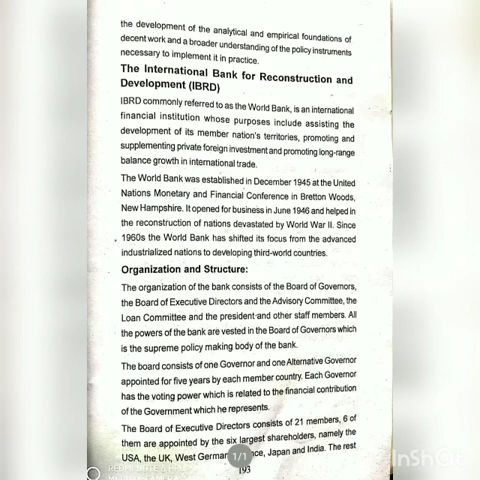 the development of the analytical and empirical foundations of
decent work and a broader understanding of the policy instruments
necessary to implement it in practice.
The International Bank for Reconstruction and
Development (IBRD)
IBRD commonly referred to as the World Bank, is an international
financial institution whose purposes include assisting the
development of its member nation's territories, promoting and
supplementing private foreign investment and promoting long-range
balance growth in international trade.
The World Bank was established in December 1945 at the United
Nations Monetary and Financial Conference in Bretton Woods,
New Hampshire. It opened for business in June 1946 and helped in
the reconstruction of nations devastated by World War II. Since
1960s the World Bank has shifted its focus from the advanced
industrialized nations to developing third-world countries.
Organization and Structure:
The organization of the bank consists of the Board of Governors,
the Board of Executive Directors and the Advisory Committee, the
Loan Committee and the president and other staff members. All
the powers of the bank are vested in the Board of Governors which
is the supreme policy making body of the bank.
The board consists of one Governor and one Alternative Governor
appointed for five years by each member country. Each Governor
has the voting power which is related to the financial contribution
of the Government which he represents.
The Board of Executive Directors consists of 21 members, 6 of
them are appointed by the six largest shareholders, namely the
USA, the UK, West Japan and India. The rest
1/1
193
REDMI NOTE
InShOt